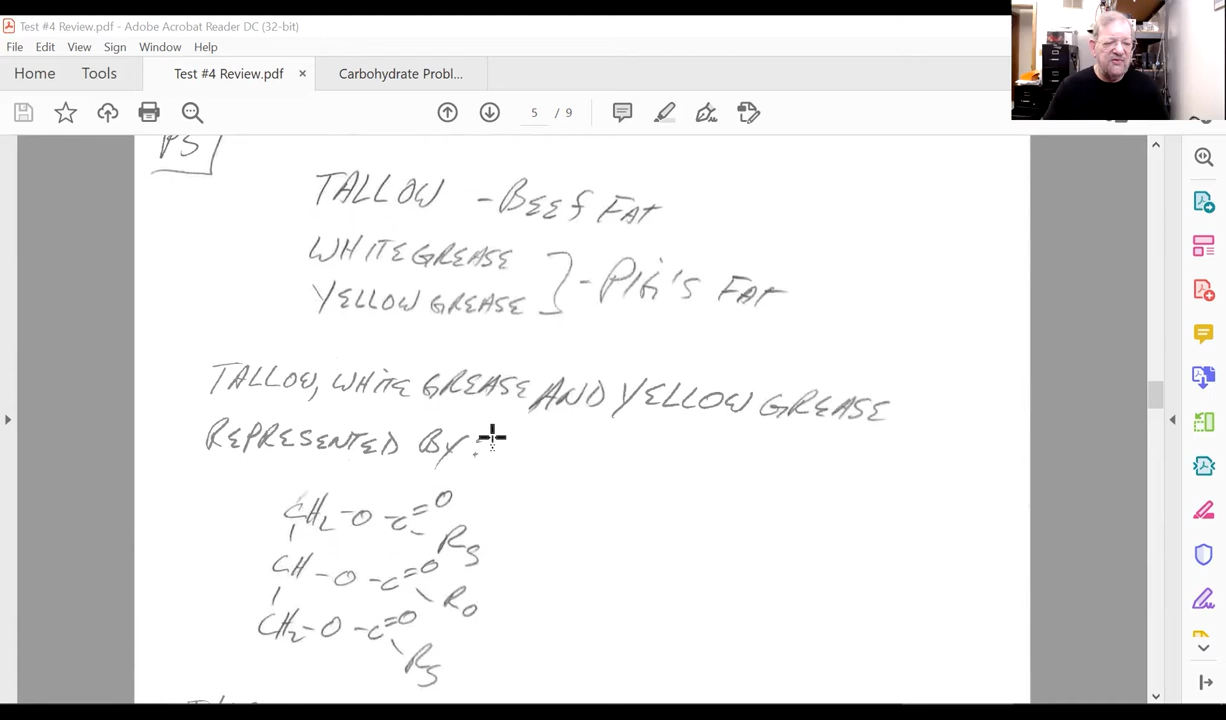 Test #4 Review.pdf - Adobe Acrobat Reader DC (32-bit)
File Edit View Sign Window Help
Home Tools Test #4 Review.pdf × Carbohydrate Probl...
5 / 9
P5
TALLOW - BEEF FAT
WHITE GREASE
YELLOW GREASE } - PIG'S FAT
TALLOW, WHITE GREASE AND YELLOW GREASE
REPRESENTED BY:
CH2-O-C=O
RS
CH-O-C=O
RO
CH2-O-C=O
RS